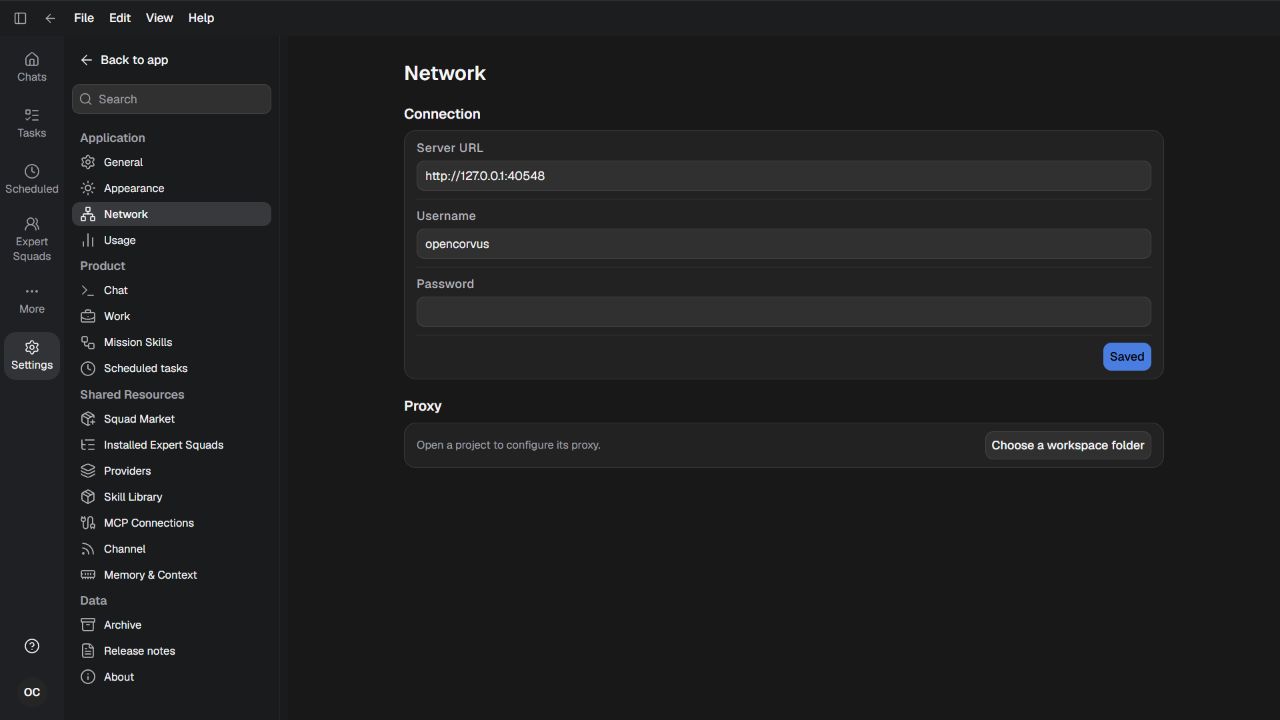 File Edit View Help
Chats
Tasks
Scheduled
Expert
Squads
More
Settings
OC
Back to app
Search
Application
General
Appearance
Network
Usage
Product
Chat
Work
Mission Skills
Scheduled tasks
Shared Resources
Squad Market
Installed Expert Squads
Providers
Skill Library
MCP Connections
Channel
Memory & Context
Data
Archive
Release notes
About
Network
Connection
Server URL
http://127.0.0.1:40548
Username
opencorvus
Password
Saved
Proxy
Open a project to configure its proxy.
Choose a workspace folder